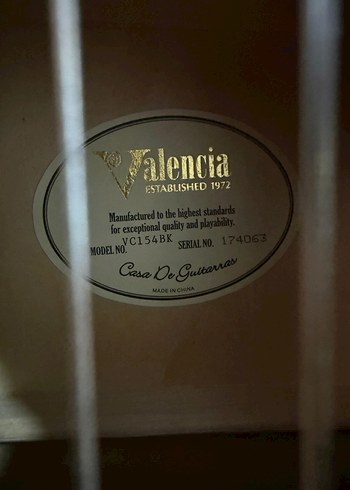 Valencia
ESTABLISHED 1972
Manufactured to the highest standards
for exceptional quality and playability.
MODEL NO. VC154BK SERIAL NO. 174063
Casa De Guitarras
MADE IN CHINA